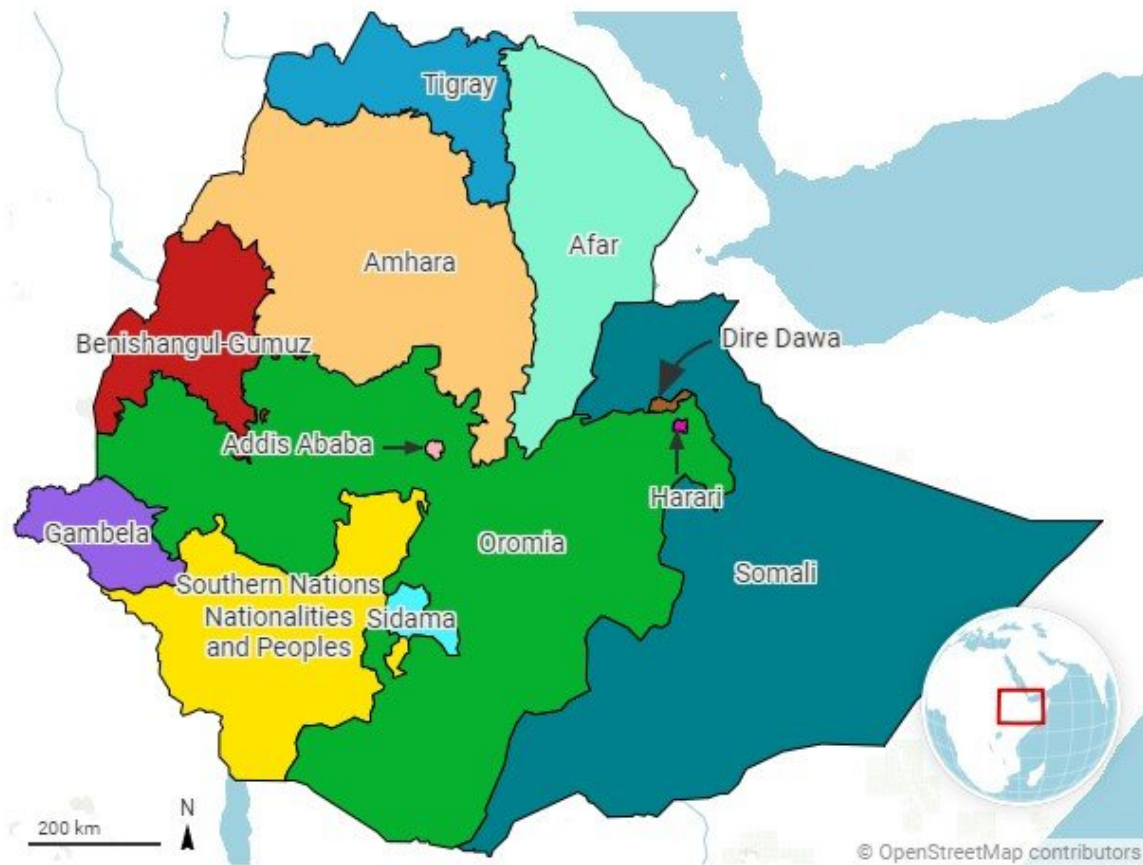 Tigray
Afar
Amhara
Benishangul-Gumuz
Dire Dawa
Addis Ababa
Harari
Gambela
Oromia
Somali
Southern Nations
Nationalities
and Peoples
Sidama
200 km
N
© OpenStreetMap contributors